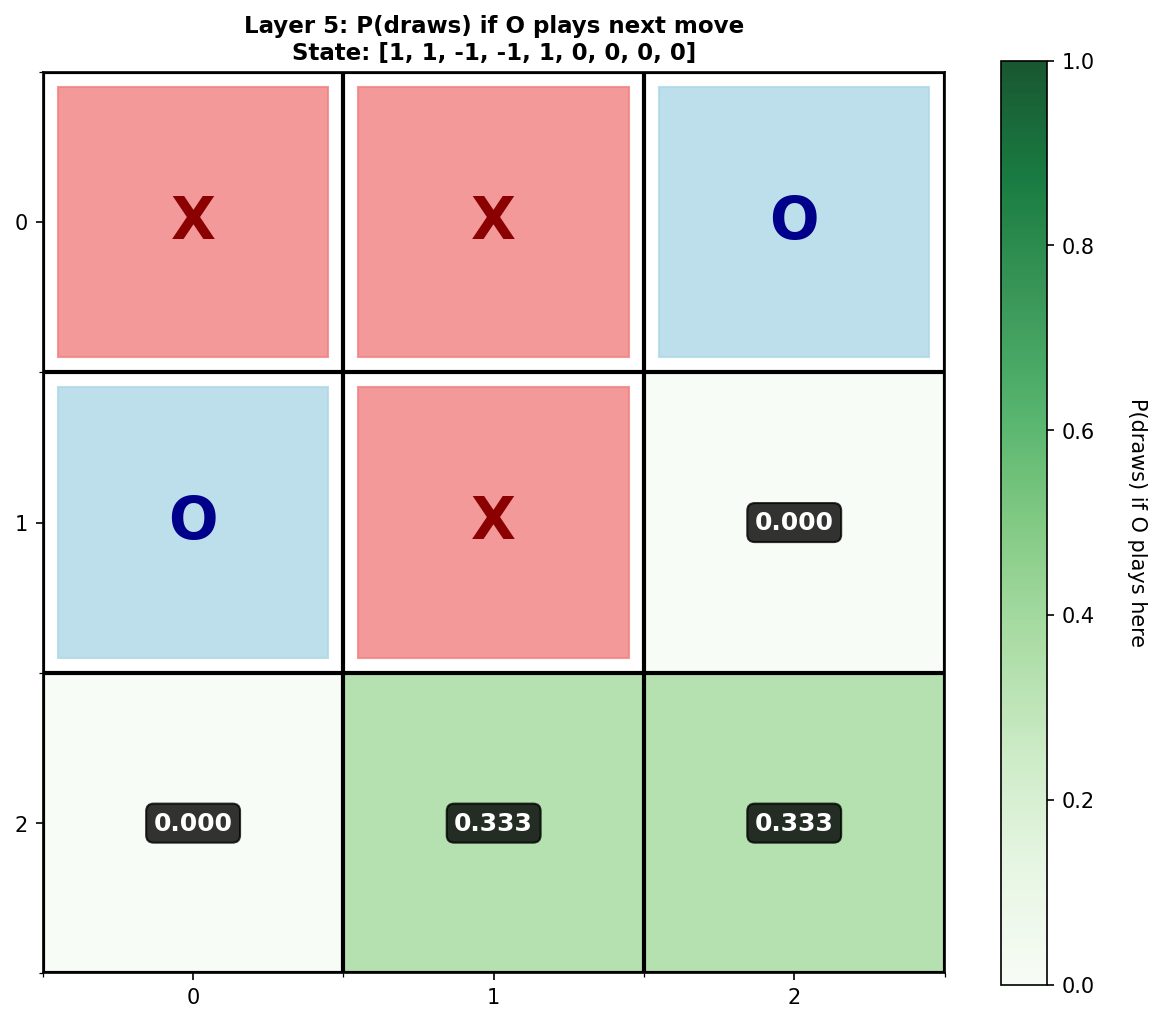 Layer 5: P(draws) if O plays next move
State: [1, 1, -1, -1, 1, 0, 0, 0, 0]
X X O
O X 0.000
0.000 0.333 0.333
0
1
2
0 1 2
1.0
0.8
0.6
0.4
0.2
0.0
P(draws) if O plays here